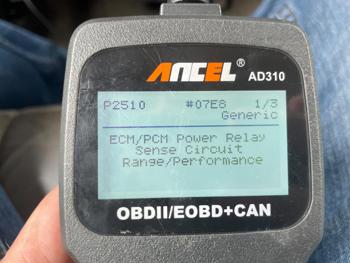 ANCEL® AD310
P2510 #07E8 1/3
Generic
ECM/PCM Power Relay
Sense Circuit
Range/Performance
OBDII/EOBD+CAN